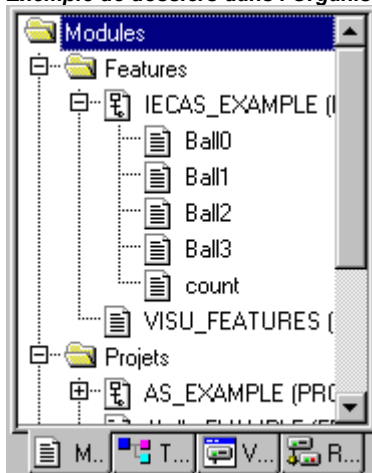 Exemple de dossiers dans l'Organis
Modules
Features
IECAS_EXAMPLE (
Ball0
Ball1
Ball2
Ball3
count
VISU_FEATURES (
Projets
AS_EXAMPLE (PRO
M.. T... V... R...